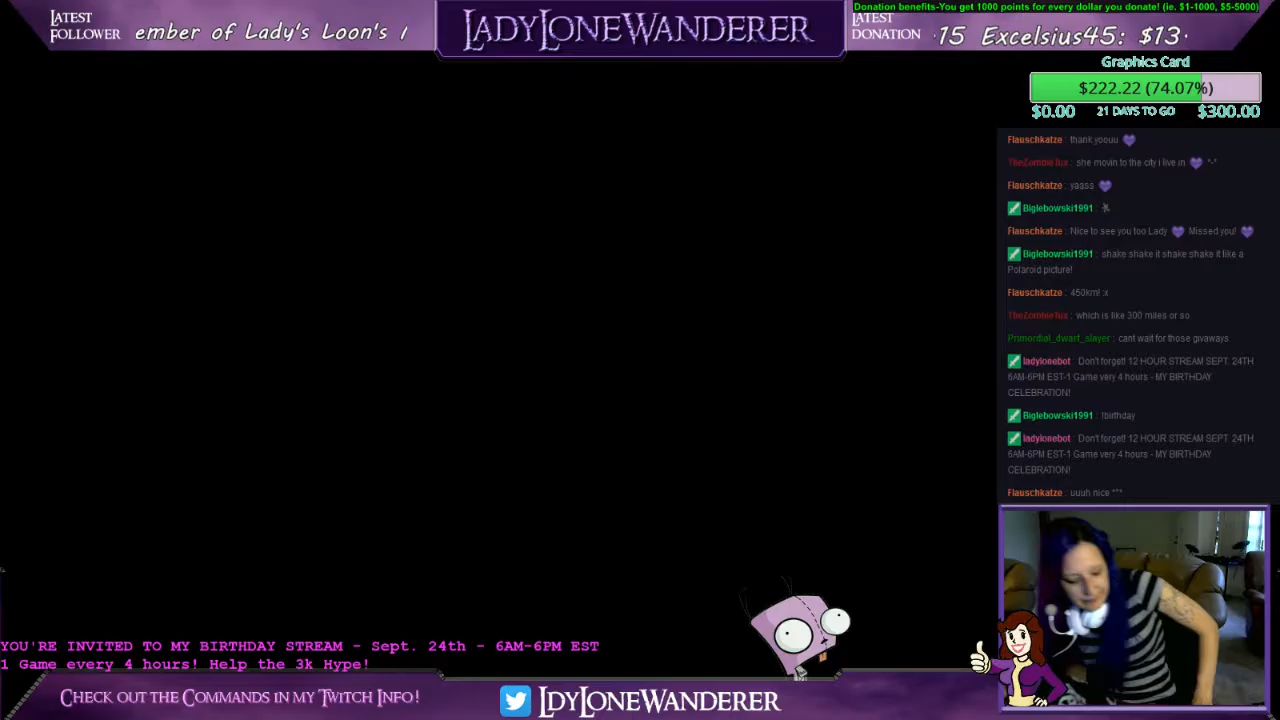 Donation benefits-You get 1000 points for every dollar you donate! (ie. $1-1000, $5-5000)
Latest Follower
ember of Lady's Loon's
LadyLoneWanderer
Latest Donation
15 Excelsius45: $13
Graphics Card
$222.22 (74.07%)
$0.00 21 DAYS TO GO $300.00
Flauschkatze : thank yoeuu
TheZombieTux : she movin to the city i live in *-*
Flauschkatze : yaass
Biglebowski1991 :
Flauschkatze : Nice to see you too Lady Missed you!
Biglebowski1991 : shake shake it shake shake it like a
Polaroid picture!
Flauschkatze : 450km! :x
TheZombieTux : which is like 300 miles or so
Primordial_dwarf_slayer : cant wait for those givaways
ladylonebot : Don't forget! 12 HOUR STREAM SEPT. 24TH
6AM-6PM EST-1 Game very 4 hours - MY BIRTHDAY
CELEBRATION!
Biglebowski1991 : !birthday
ladylonebot : Don't forget! 12 HOUR STREAM SEPT. 24TH
6AM-6PM EST-1 Game very 4 hours - MY BIRTHDAY
CELEBRATION!
Flauschkatze : uuuh nice ***
YOU'RE INVITED TO MY BIRTHDAY STREAM - Sept. 24th - 6AM-6PM EST
1 Game every 4 hours! Help the 3k Hype!
Check out the Commands in my Twitch Info!
LdyLoneWanderer